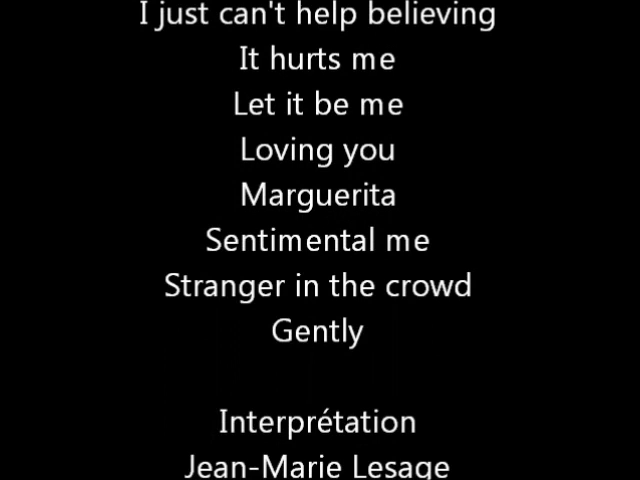 I just can't help believing
It hurts me
Let it be me
Loving you
Marguerita
Sentimental me
Stranger in the crowd
Gently
Interprétation
Jean-Marie Lesage